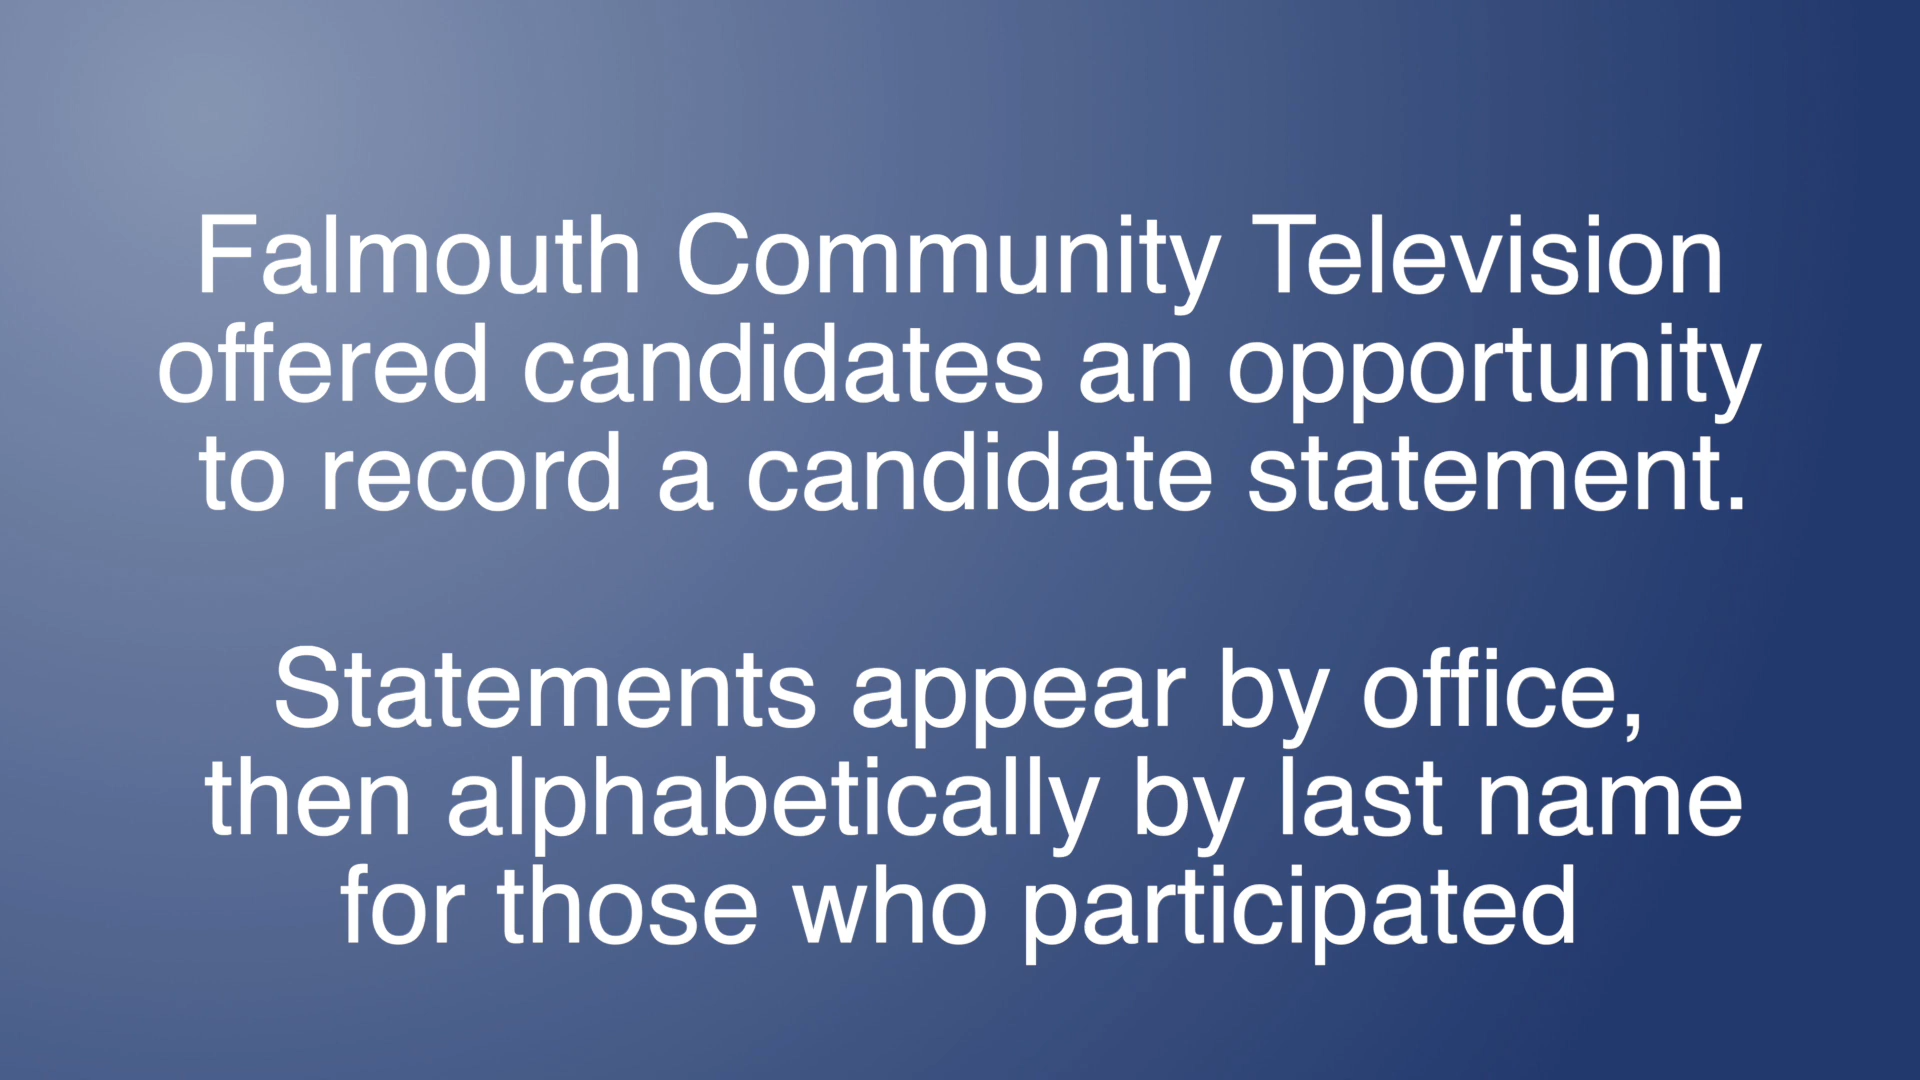 Falmouth Community Television
offered candidates an opportunity
to record a candidate statement.
Statements appear by office,
then alphabetically by last name
for those who participated